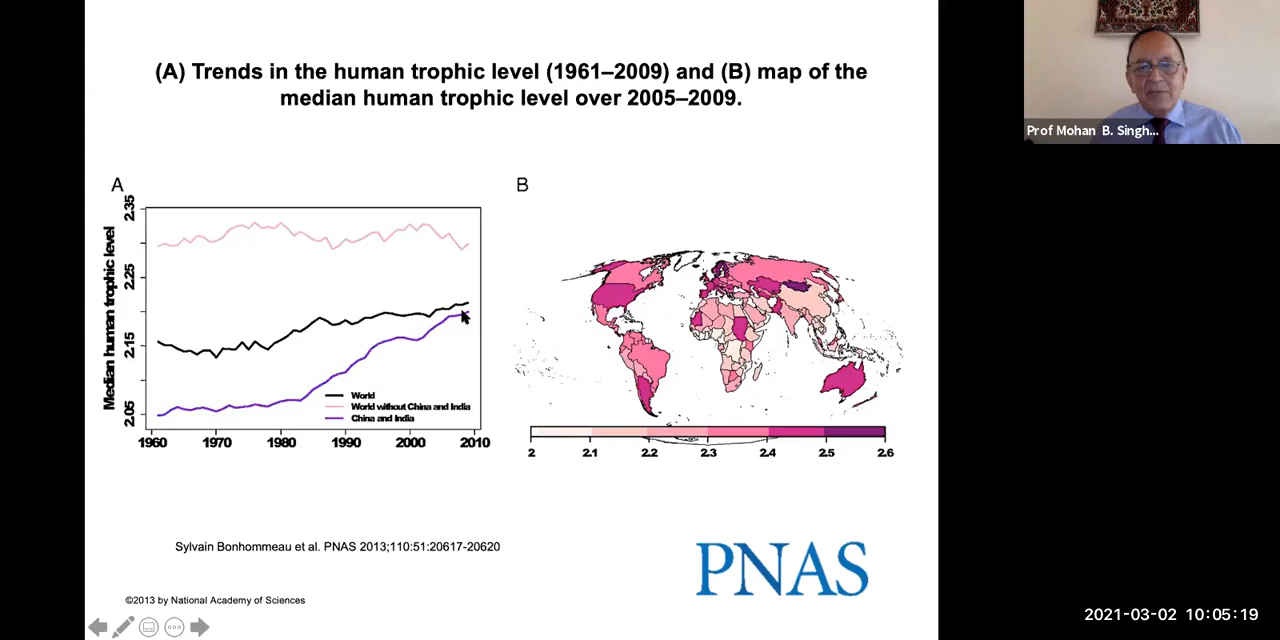 (A) Trends in the human trophic level (1961–2009) and (B) map of the
median human trophic level over 2005–2009.
Prof Mohan B. Singh...
A
B
Median human trophic level
2.35
2.25
2.15
2.05
World
World without China and India
China and India
1960 1970 1980 1990 2000 2010
2 2.1 2.2 2.3 2.4 2.5 2.6
Sylvain Bonhommeau et al. PNAS 2013;110:51:20617-20620
PNAS
©2013 by National Academy of Sciences
2021-03-02 10:05:19